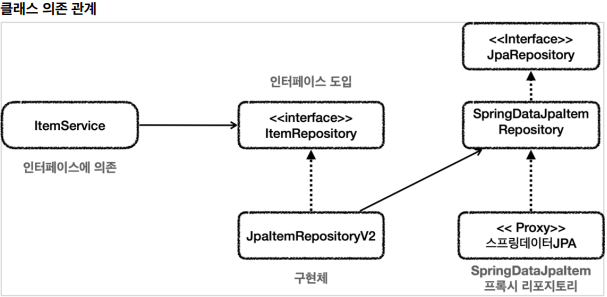 클래스 의존 관계
<<Interface>>
JpaRepository
인터페이스 도입
ItemService
<<interface>>
ItemRepository
SpringDataJpaItem
Repository
인터페이스에 의존
JpaItemRepositoryV2
<< Proxy>>
스프링데이터JPA
구현체
SpringDataJpaItem
프록시 리포지토리